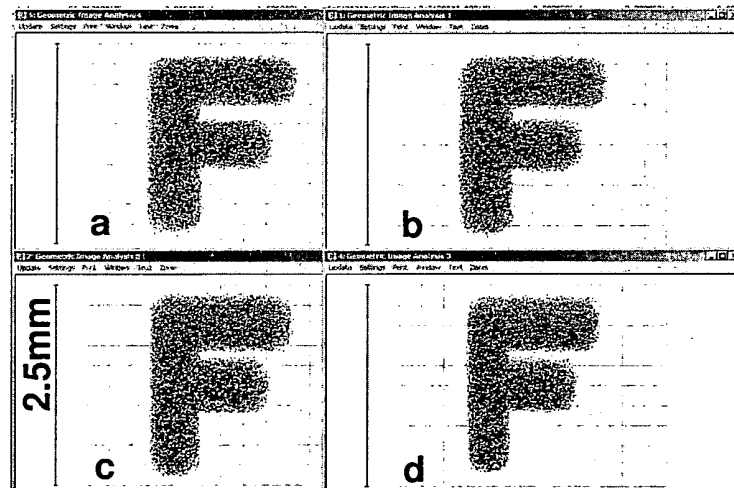 Geometric Image Analysis
Update Settings Print Window Text Zoom
F
a
Geometric Image Analysis
Update Settings Print Window Text Zoom
F
b
Geometric Image Analysis
Update Settings Print Window Text Zoom
2.5mm
F
c
Geometric Image Analysis
Update Settings Print Window Text Zoom
F
d